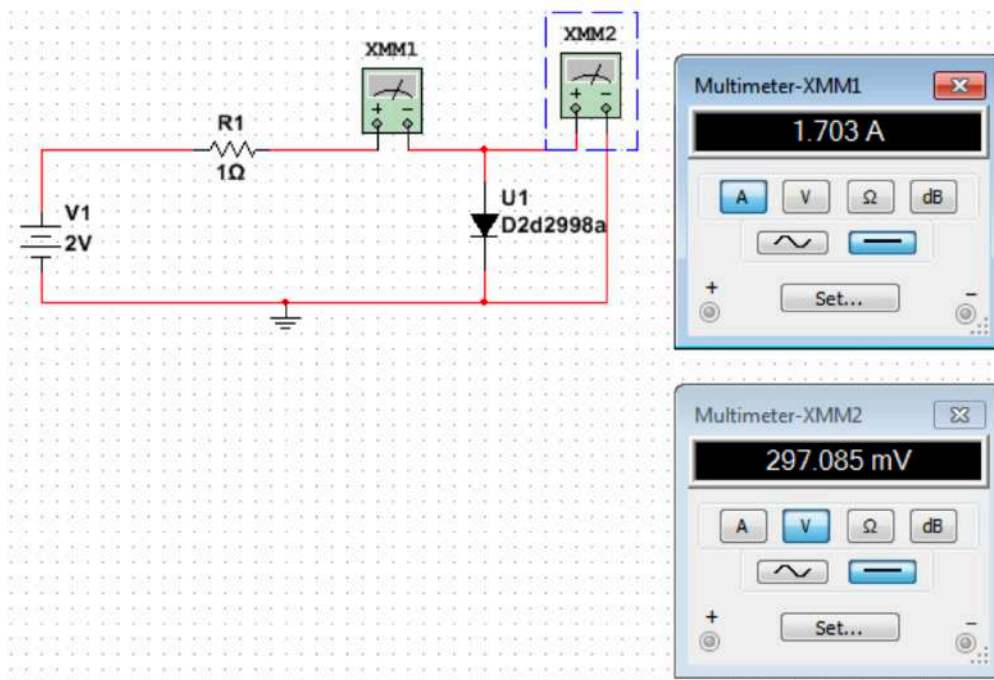 XMM1
+ −
XMM2
+ −
R1
1Ω
V1
2V
U1
D2d2998a
Multimeter-XMM1
1.703 A
A V Ω dB
+ Set... −
Multimeter-XMM2
297.085 mV
A V Ω dB
+ Set... −